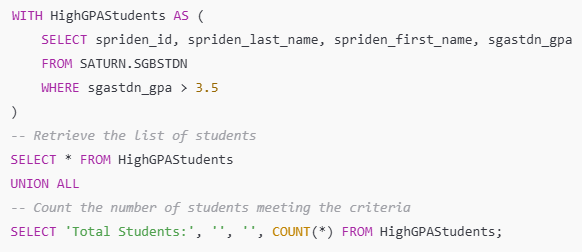 WITH HighGPAStudents AS (
    SELECT spriden_id, spriden_last_name, spriden_first_name, sgastdn_gpa
    FROM SATURN.SGBSTDN
    WHERE sgastdn_gpa > 3.5
)
-- Retrieve the list of students
SELECT * FROM HighGPAStudents
UNION ALL
-- Count the number of students meeting the criteria
SELECT 'Total Students:', '', '', COUNT(*) FROM HighGPAStudents;